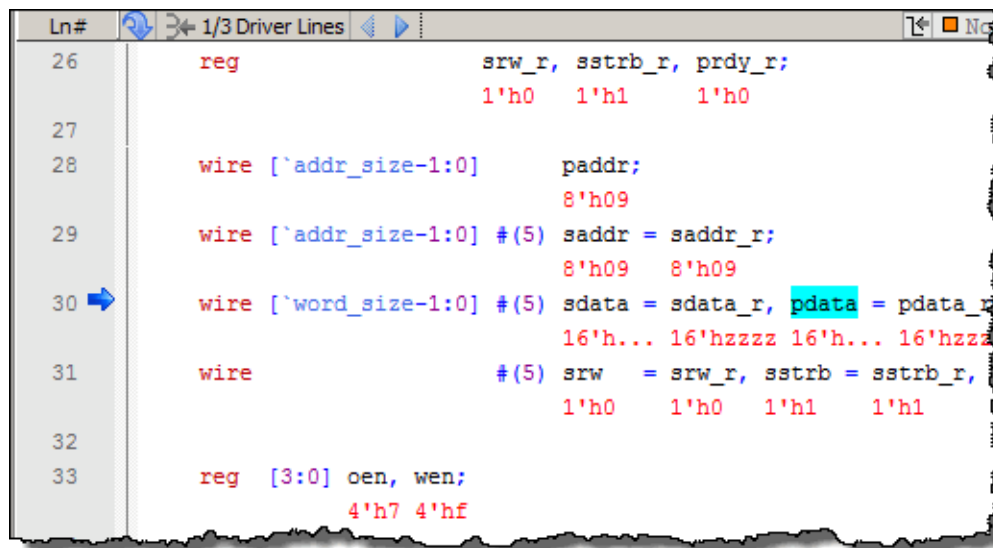 Ln# 1/3 Driver Lines No
26 reg srw_r, sstrb_r, prdy_r;
1'h0 1'h1 1'h0
27
28 wire [`addr_size-1:0] paddr;
8'h09
29 wire [`addr_size-1:0] #(5) saddr = saddr_r;
8'h09 8'h09
30 wire [`word_size-1:0] #(5) sdata = sdata_r, pdata = pdata_r
16'h... 16'hzzzz 16'h... 16'hzzz
31 wire #(5) srw = srw_r, sstrb = sstrb_r,
1'h0 1'h0 1'h1 1'h1
32
33 reg [3:0] oen, wen;
4'h7 4'hf